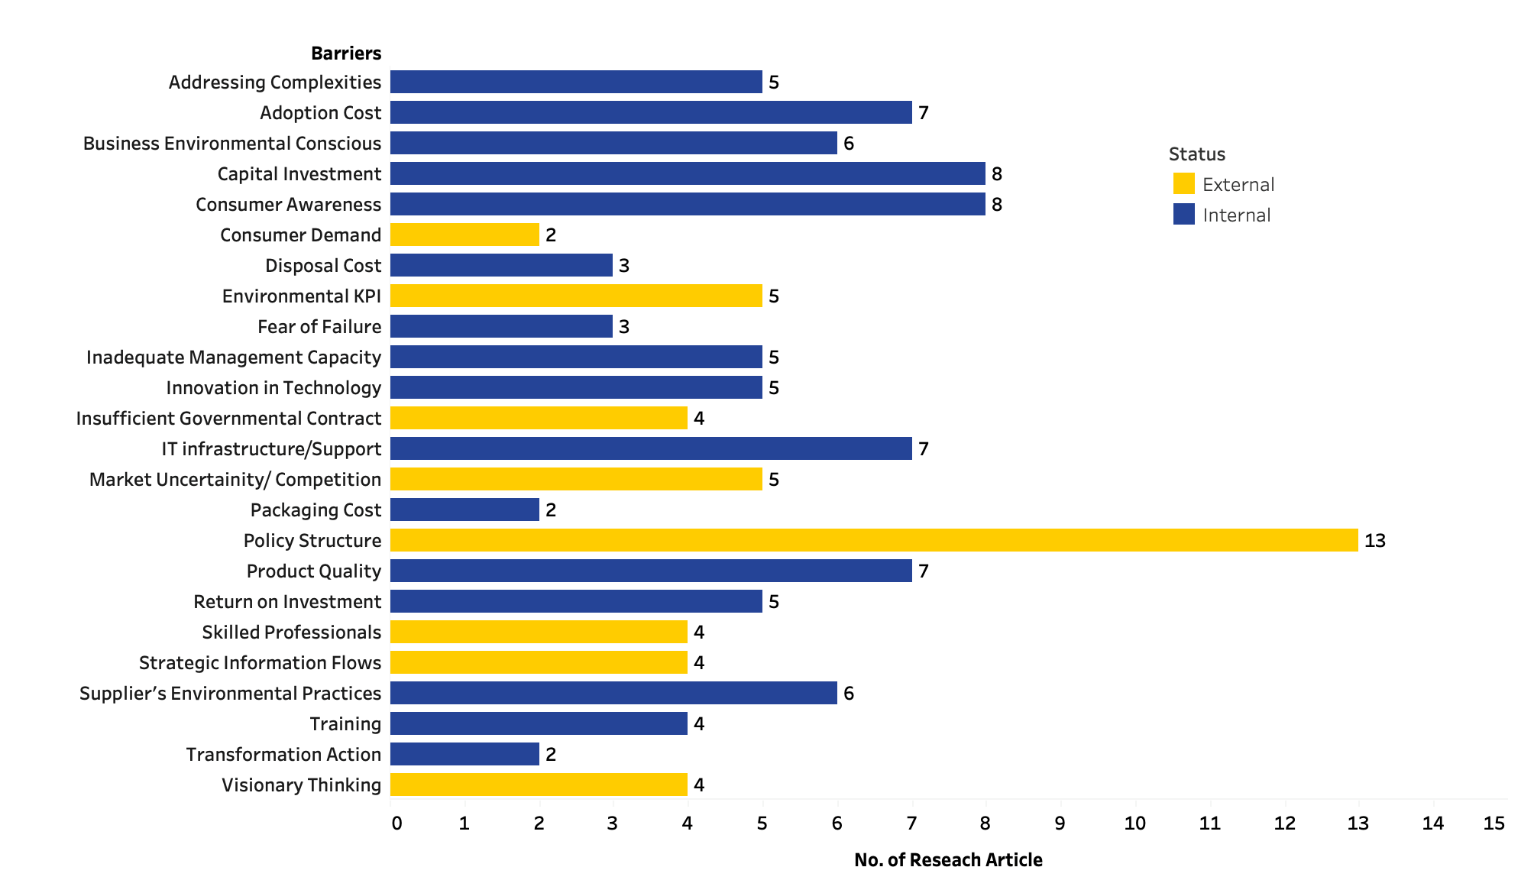 Barriers
Addressing Complexities 5
Adoption Cost 7
Business Environmental Conscious 6
Capital Investment 8
Consumer Awareness 8
Consumer Demand 2
Disposal Cost 3
Environmental KPI 5
Fear of Failure 3
Inadequate Management Capacity 5
Innovation in Technology 5
Insufficient Governmental Contract 4
IT infrastructure/Support 7
Market Uncertainity/ Competition 5
Packaging Cost 2
Policy Structure 13
Product Quality 7
Return on Investment 5
Skilled Professionals 4
Strategic Information Flows 4
Supplier’s Environmental Practices 6
Training 4
Transformation Action 2
Visionary Thinking 4
0 1 2 3 4 5 6 7 8 9 10 11 12 13 14 15
No. of Reseach Article
Status
External
Internal